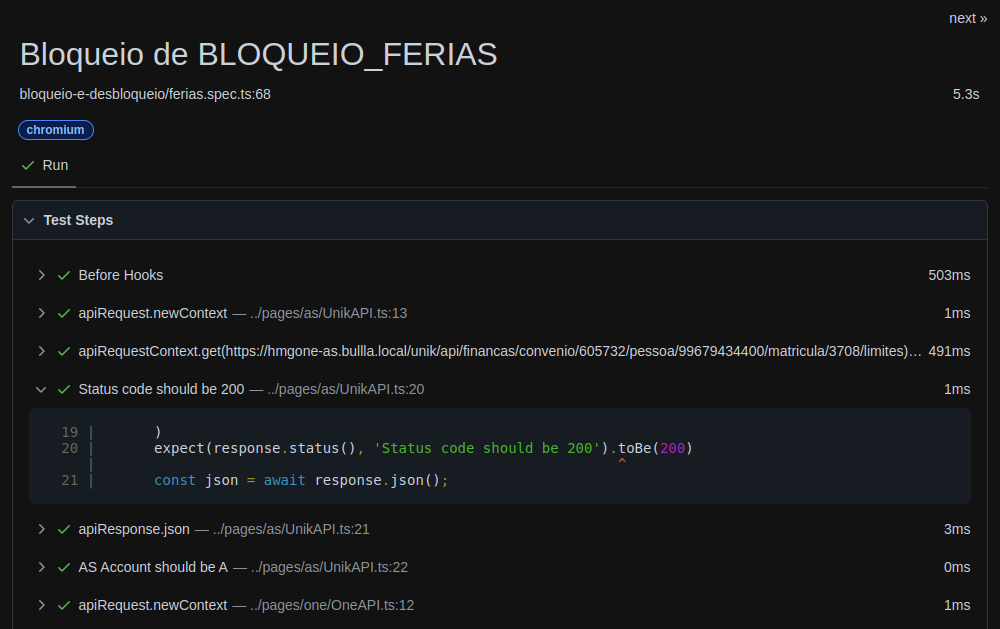 next »
Bloqueio de BLOQUEIO_FERIAS
bloqueio-e-desbloqueio/ferias.spec.ts:68 5.3s
chromium
Run
Test Steps
Before Hooks 503ms
apiRequest.newContext — ../pages/as/UnikAPI.ts:13 1ms
apiRequestContext.get(https://hmgone-as.bullla.local/unik/api/financas/convenio/605732/pessoa/99679434400/matricula/3708/limites)… 491ms
Status code should be 200 — ../pages/as/UnikAPI.ts:20 1ms
19 | )
20 | expect(response.status(), 'Status code should be 200').toBe(200)
| ^
21 | const json = await response.json();
apiResponse.json — ../pages/as/UnikAPI.ts:21 3ms
AS Account should be A — ../pages/as/UnikAPI.ts:22 0ms
apiRequest.newContext — ../pages/one/OneAPI.ts:12 1ms